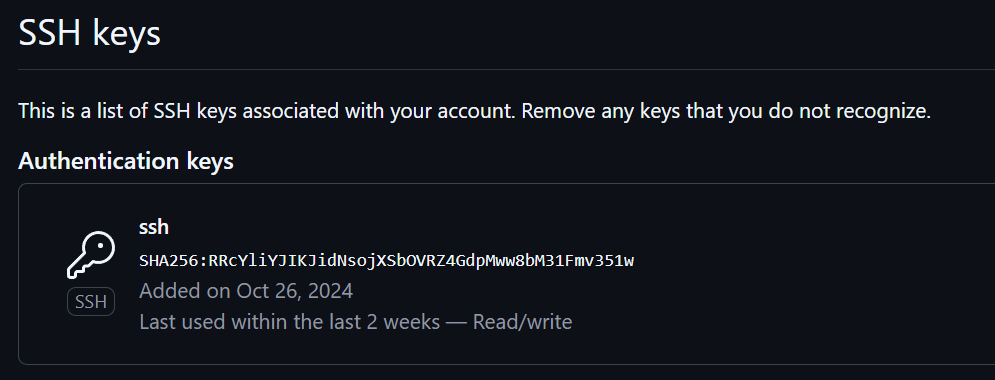 SSH keys
This is a list of SSH keys associated with your account. Remove any keys that you do not recognize.
Authentication keys
ssh
SHA256:RRcYliYJIKJidNsojXSbOVRZ4GdpMww8bM31Fmv351w
SSH
Added on Oct 26, 2024
Last used within the last 2 weeks — Read/write